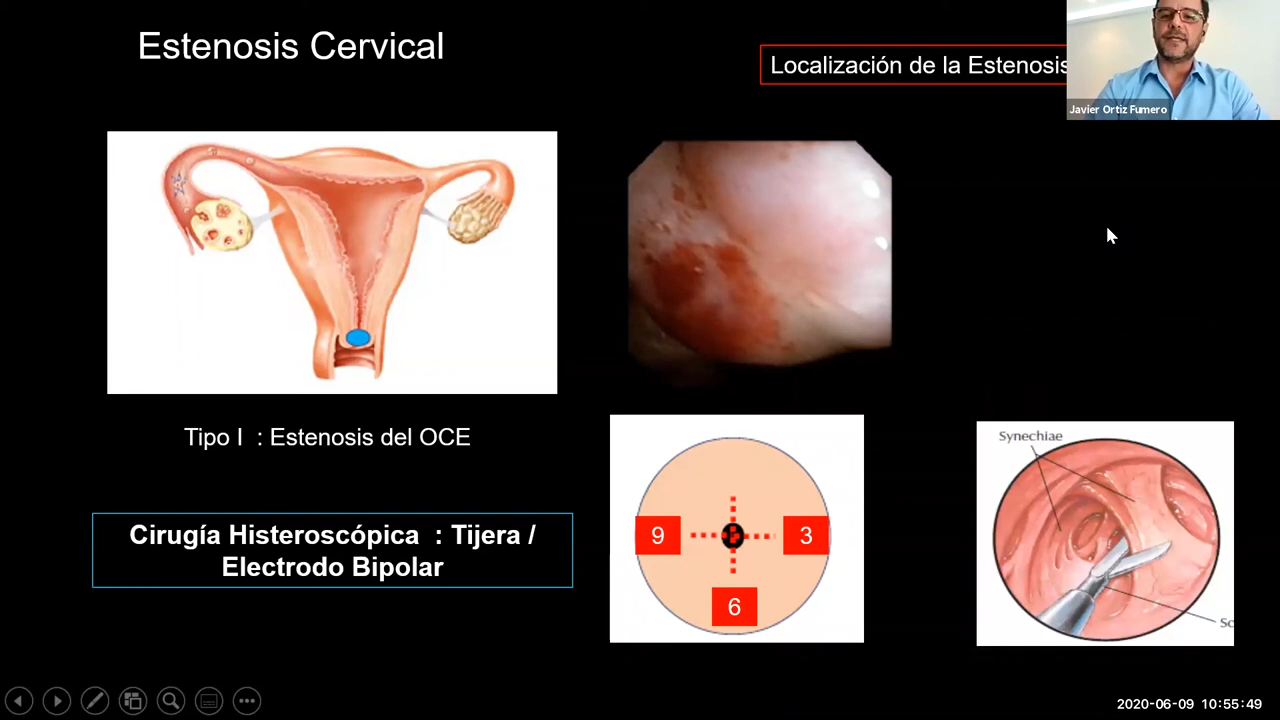 Estenosis Cervical
Localización de la Estenosis
Javier Ortiz Fumero
Tipo I : Estenosis del OCE
Cirugía Histeroscópica : Tijera /
Electrodo Bipolar
9
3
6
Synechiae
Sc
2020-06-09 10:55:49